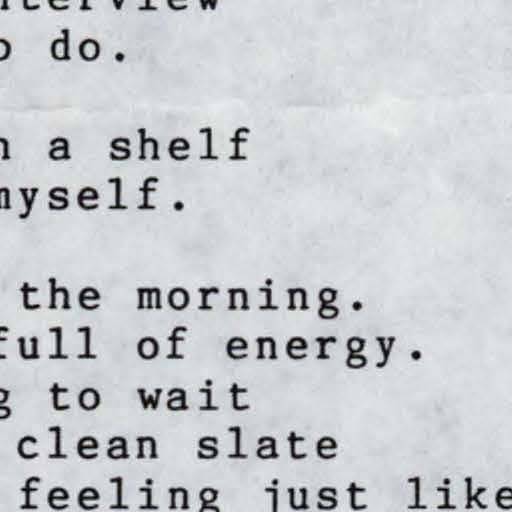 nterview
o do.
n a shelf
myself.
the morning.
full of energy.
g to wait
clean slate
feeling just like